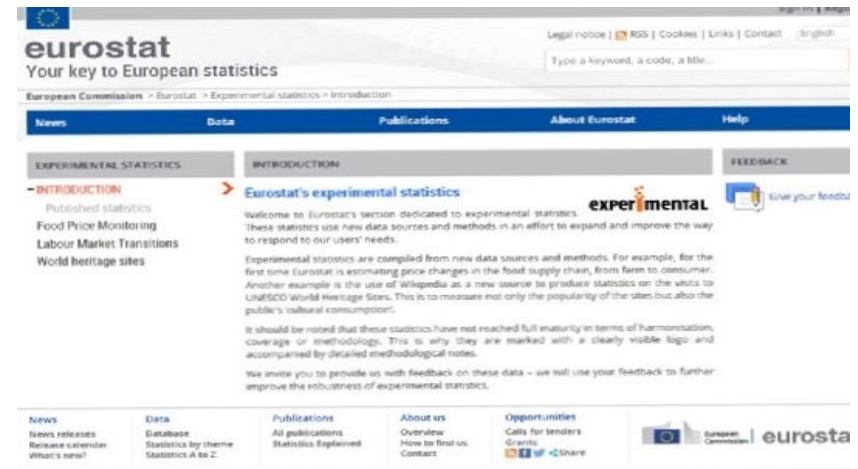 Sign in | Regi
eurostat
Your key to European statistics
Legal notice | RSS | Cookies | Links | Contact English
Type a keyword, a code, a title...
European Commission > Eurostat > Experimental statistics > Introduction
News Data Publications About Eurostat Help
EXPERIMENTAL STATISTICS
INTRODUCTION
Published statistics
Food Price Monitoring
Labour Market Transitions
World heritage sites
INTRODUCTION
Eurostat's experimental statistics
experimental
Welcome to Eurostat's section dedicated to experimental statistics.
These statistics use new data sources and methods in an effort to expand and improve the way
to respond to our users' needs.
Experimental statistics are compiled from new data sources and methods. For example, for the
first time Eurostat is estimating price changes in the food supply chain, from farm to consumer.
Another example is the use of Wikipedia as a new source to produce statistics on the visits to
UNESCO World Heritage Sites. This is to measure not only the popularity of the sites but also the
public's 'cultural consumption'.
It should be noted that these statistics have not reached full maturity in terms of harmonisation,
coverage or methodology. This is why they are marked with a clearly visible logo and
accompanied by detailed methodological notes.
We invite you to provide us with feedback on these data – we will use your feedback to further
improve the robustness of experimental statistics.
FEEDBACK
Give your feedba
News
News releases
Release calendar
What's new?
Data
Database
Statistics by theme
Statistics A to Z
Publications
All publications
Statistics Explained
About us
Overview
How to find us
Contact
Opportunities
Calls for tenders
Grants
Share
European
Commission
eurosta